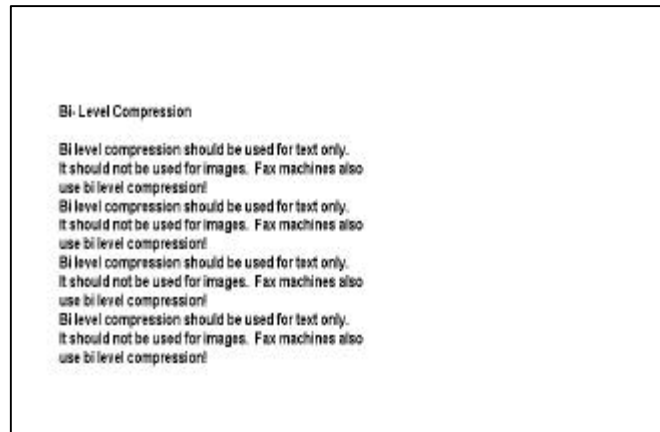 Bi- Level Compression
Bi level compression should be used for text only.
It should not be used for images. Fax machines also
use bi level compression!
Bi level compression should be used for text only.
It should not be used for images. Fax machines also
use bi level compression!
Bi level compression should be used for text only.
It should not be used for images. Fax machines also
use bi level compression!
Bi level compression should be used for text only.
It should not be used for images. Fax machines also
use bi level compression!